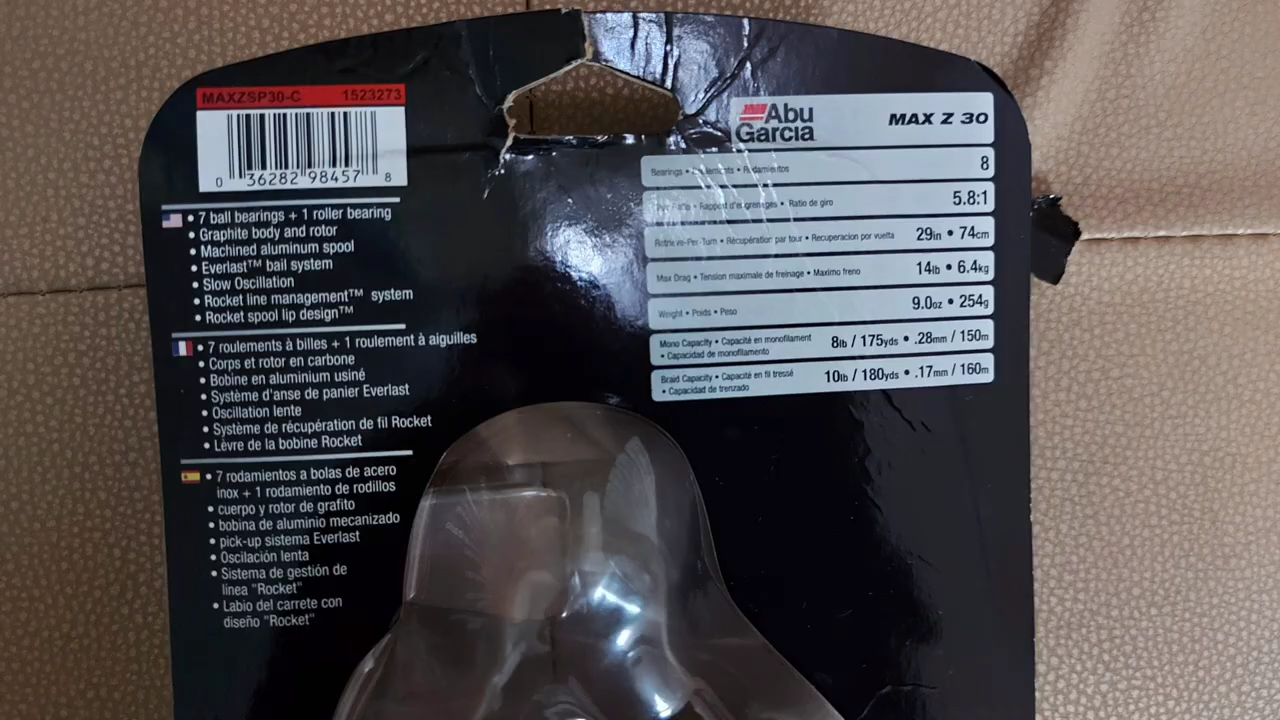 MAXZSP30-C 1523273
0 36282 98457 8
• 7 ball bearings + 1 roller bearing
• Graphite body and rotor
• Machined aluminum spool
• Everlast™ bail system
• Slow Oscillation
• Rocket line management™ system
• Rocket spool lip design™
• 7 roulements à billes + 1 roulement à aiguilles
• Corps et rotor en carbone
• Bobine en aluminium usiné
• Système d'anse de panier Everlast
• Oscillation lente
• Système de récupération de fil Rocket
• Lèvre de la bobine Rocket
• 7 rodamientos a bolas de acero
inox + 1 rodamiento de rodillos
• cuerpo y rotor de grafito
• bobina de aluminio mecanizado
• pick-up sistema Everlast
• Oscilación lenta
• Sistema de gestión de
línea "Rocket"
• Labio del carrete con
diseño "Rocket"
Abu
Garcia
MAX Z 30
Bearings • Roulements • Rodamientos 8
Gear Ratio • Rapport d'engrenages • Ratio de giro 5.8:1
Retrieve-Per-Turn • Récupération par tour • Recuperacion por vuelta 29in • 74cm
Max Drag • Tension maximale de freinage • Maximo freno 14lb • 6.4kg
Weight • Poids • Peso 9.0oz • 254g
Mono Capacity • Capacité en monofilament
• Capacidad de monofilamento 8lb / 175yds • .28mm / 150m
Braid Capacity • Capacité en fil tressé
• Capacidad de trenzado 10lb / 180yds • .17mm / 160m